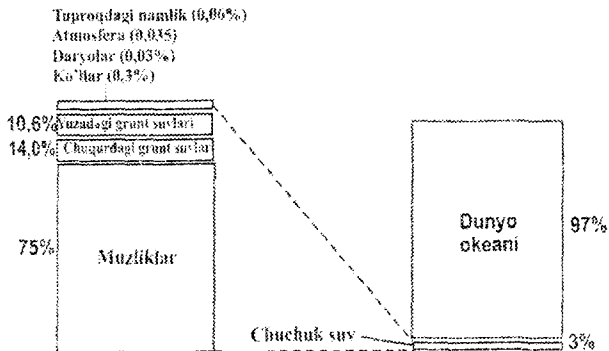 Tuproqdagi namlik (0,06%)
Atmosfera (0,035)
Daryolar (0,03%)
Ko'llar (0,3%)
10,6%
Yuzadagi grunt suvlari
14,0%
Chuqurdagi grunt suvlar
75%
Muzliklar
Dunyo
okeani
97%
Chuchuk suv
3%